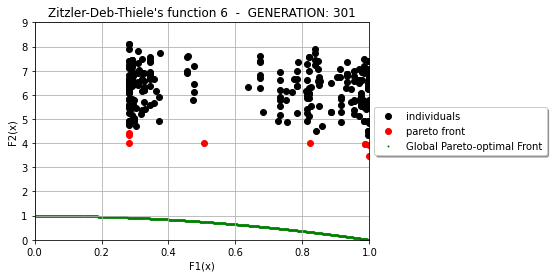 Zitzler-Deb-Thiele's function 6 - GENERATION: 301
9
8
7
6
5
4
3
2
1
0
F2(x)
0.0 0.2 0.4 0.6 0.8 1.0
F1(x)
individuals
pareto front
Global Pareto-optimal Front